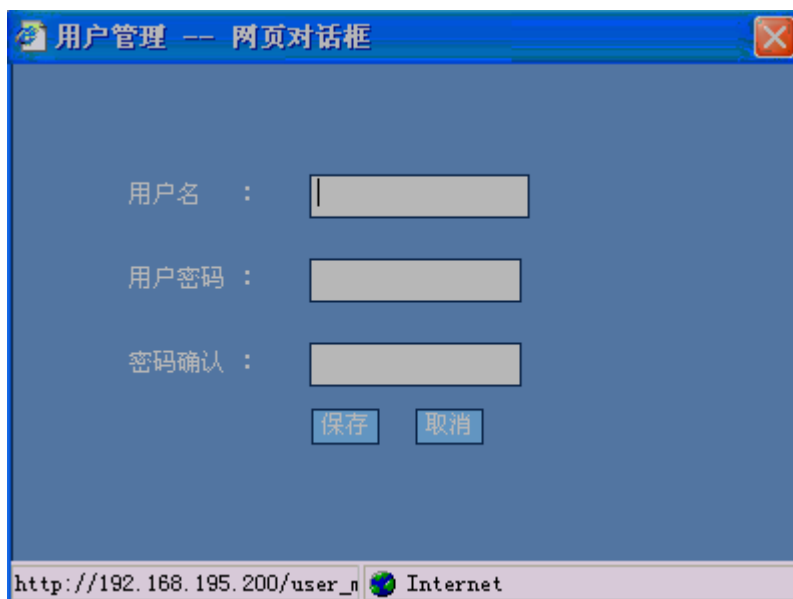 用户管理 -- 网页对话框
用户名 :
用户密码 :
密码确认 :
保存 取消
http://192.168.195.200/user_ Internet